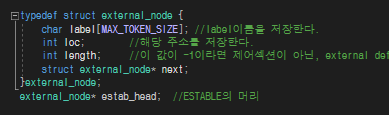 typedef struct external_node {
char label[MAX_TOKEN_SIZE]; //label이름을 저장한다.
int loc; //해당 주소를 저장한다.
int length; //이 값이 -1이라면 제어섹션이 아닌, external de
struct external_node* next;
}external_node;
external_node* estab_head; //ESTABLE의 머리